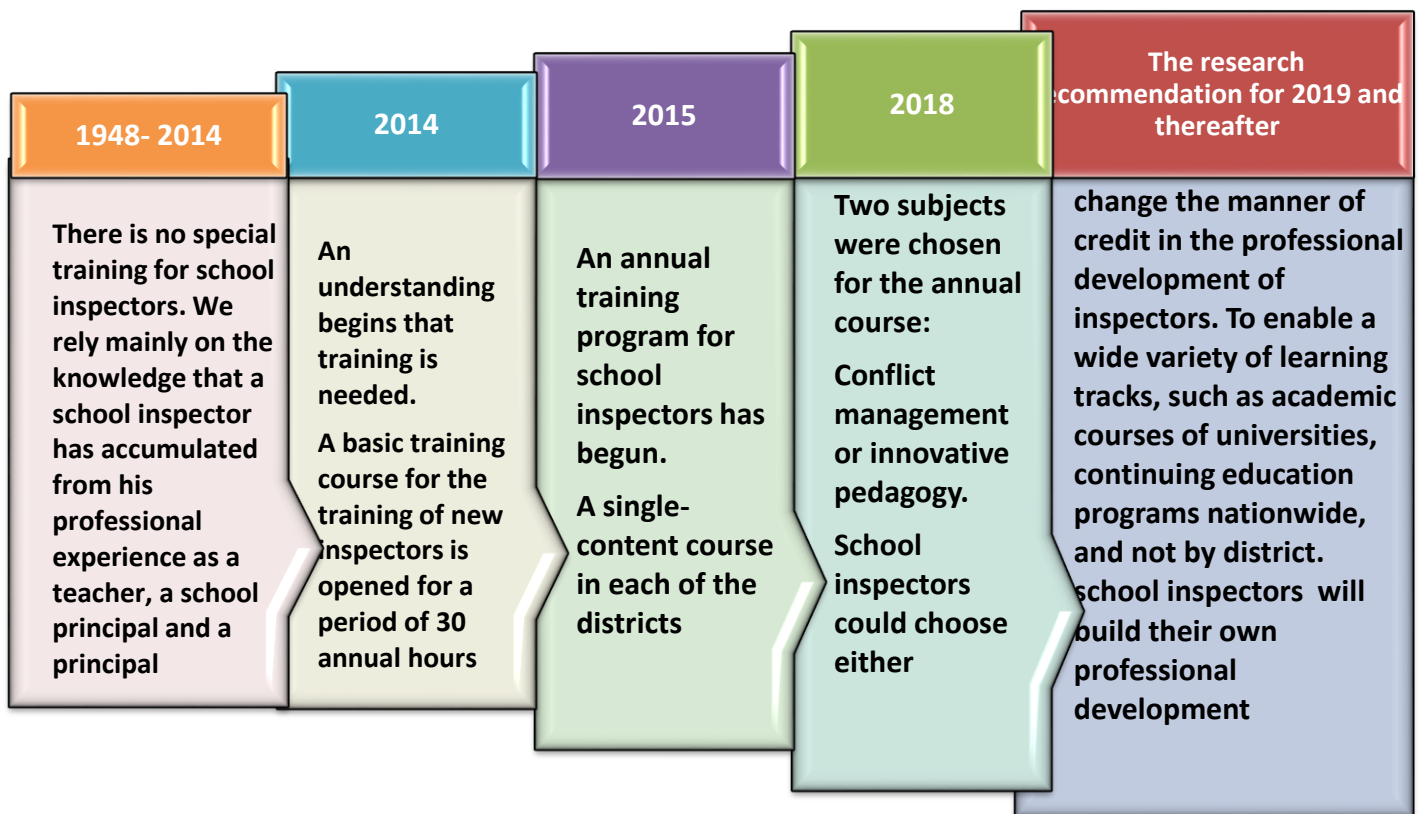 1948- 2014
There is no special
training for school
inspectors. We
rely mainly on the
knowledge that a
school inspector
has accumulated
from his
professional
experience as a
teacher, a school
principal and a
principal
2014
An
understanding
begins that
training is
needed.
A basic training
course for the
training of new
inspectors is
opened for a
period of 30
annual hours
2015
An annual
training
program for
school
inspectors has
begun.
A single-
content course
in each of the
districts
2018
Two subjects
were chosen
for the annual
course:
Conflict
management
or innovative
pedagogy.
School
inspectors
could choose
either
The research
ecommendation for 2019 and
thereafter
change the manner of
credit in the professional
development of
inspectors. To enable a
wide variety of learning
tracks, such as academic
courses of universities,
continuing education
programs nationwide,
and not by district.
school inspectors will
build their own
professional
development